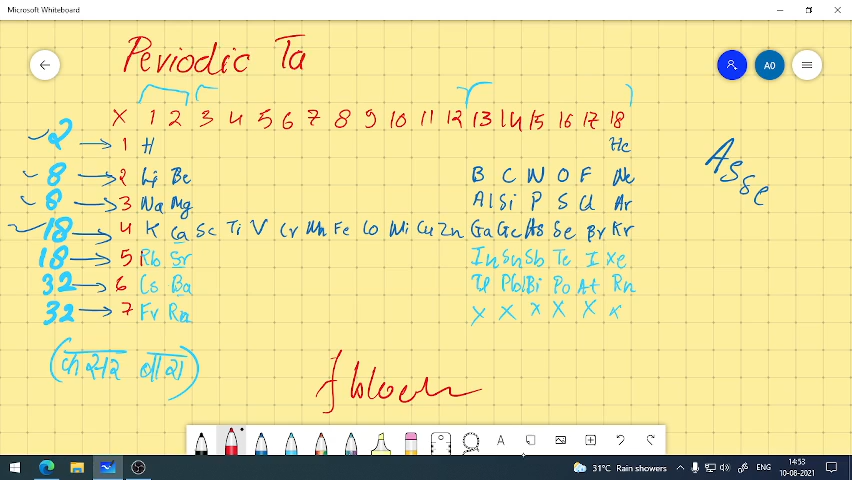 Microsoft Whiteboard
A0
Periodic Ta
X 1 2 3 4 5 6 7 8 9 10 11 12 13 14 15 16 17 18
2 1 H He
8 2 Li Be B C N O F Ne
8 3 Na Mg Al Si P S Cl Ar
18 4 K Ca Sc Ti V Cr Mn Fe Co Ni Cu Zn Ga Ge As Se Br Kr
18 5 Rb Sr In Sn Sb Te I Xe
32 6 Cs Ba Tl Pb Bi Po At Rn
32 7 Fr Ra X X X X X X
As
Se
(कसर बारा)
f block
A
31°C Rain showers ENG 14:53
10-08-2021